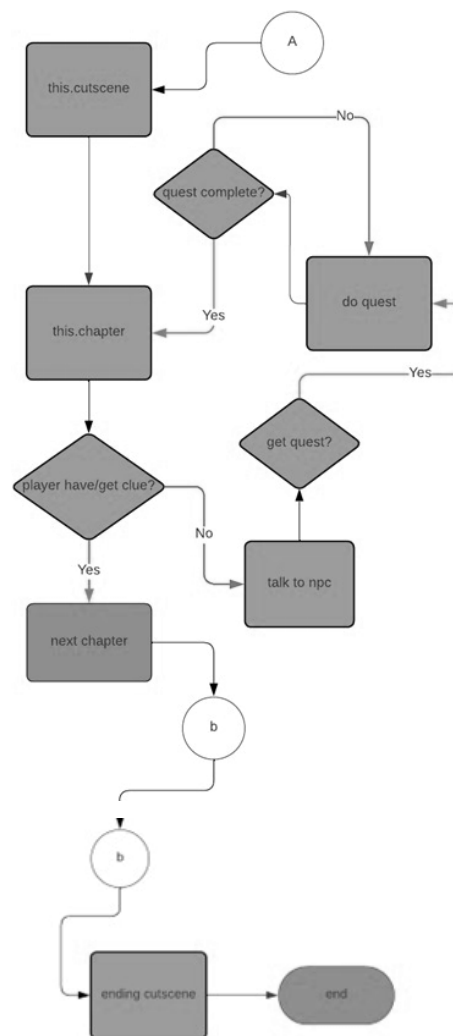 A
this.cutscene
No
quest complete?
do quest
Yes
this.chapter
Yes
get quest?
player have/get clue?
No
Yes
talk to npc
next chapter
b
b
ending cutscene
end